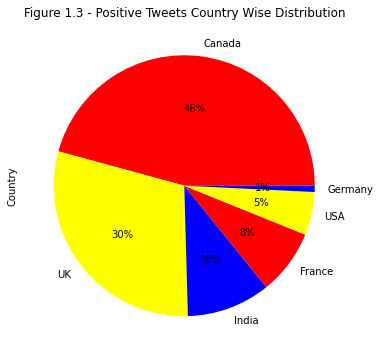 Figure 1.3 - Positive Tweets Country Wise Distribution
Canada
46%
Country
1%
Germany
5%
USA
30%
8%
10%
France
UK
India